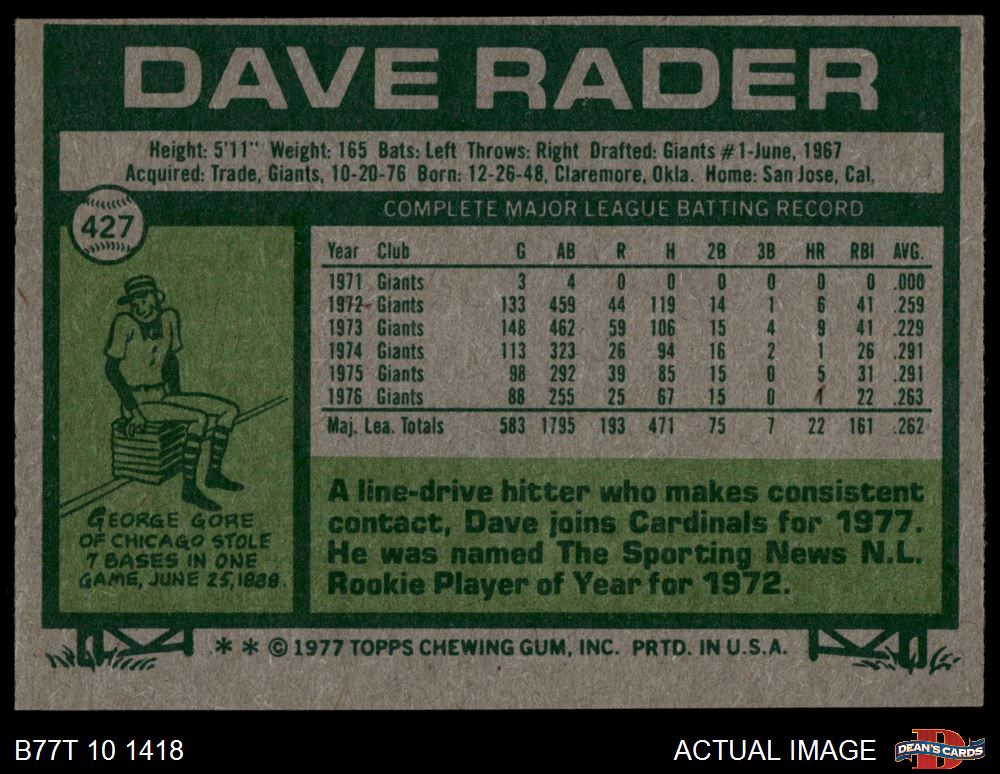 DAVE RADER
Height: 5'11" Weight: 165 Bats: Left Throws: Right Drafted: Giants #1-June, 1967
Acquired: Trade, Giants, 10-20-76 Born: 12-26-48, Claremore, Okla. Home: San Jose, Cal.
427
COMPLETE MAJOR LEAGUE BATTING RECORD
Year Club G AB R H 2B 3B HR RBI AVG.
1971 Giants 3 4 0 0 0 0 0 0 .000
1972 Giants 133 459 44 119 14 1 6 41 .259
1973 Giants 148 462 59 106 15 4 9 41 .229
1974 Giants 113 323 26 94 16 2 1 26 .291
1975 Giants 98 292 39 85 15 0 5 31 .291
1976 Giants 88 255 25 67 15 0 1 22 .263
Maj. Lea. Totals 583 1795 193 471 75 7 22 161 .262
GEORGE GORE
OF CHICAGO STOLE
7 BASES IN ONE
GAME, JUNE 25, 1888.
A line-drive hitter who makes consistent
contact, Dave joins Cardinals for 1977.
He was named The Sporting News N.L.
Rookie Player of Year for 1972.
* * © 1977 TOPPS CHEWING GUM, INC. PRTD. IN U.S.A.
B77T 10 1418
ACTUAL IMAGE
D
DEAN'S CARDS